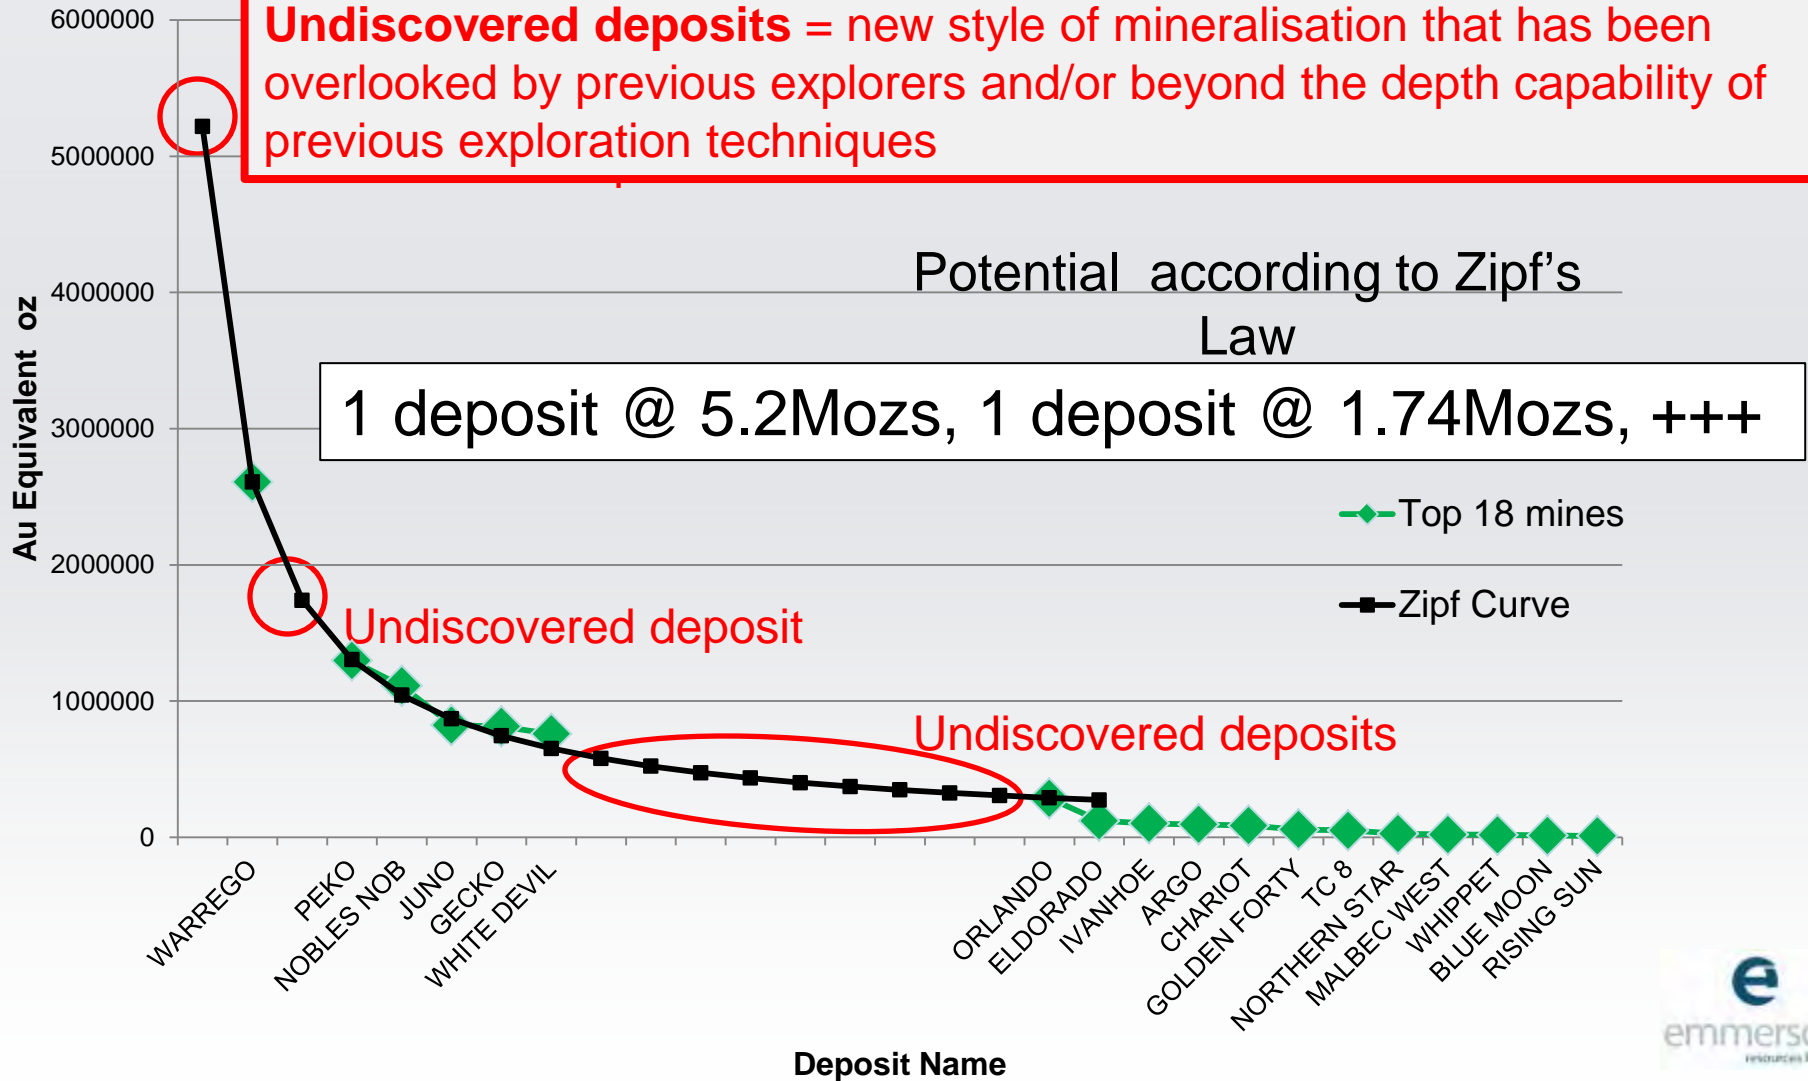 Undiscovered deposits = new style of mineralisation that has been
overlooked by previous explorers and/or beyond the depth capability of
previous exploration techniques
Potential according to Zipf's
Law
1 deposit @ 5.2Mozs, 1 deposit @ 1.74Mozs, +++
Top 18 mines
Zipf Curve
Undiscovered deposit
Undiscovered deposits
Au Equivalent oz
6000000
5000000
4000000
3000000
2000000
1000000
0
WARREGO
PEKO
NOBLES NOB
JUNO
GECKO
WHITE DEVIL
ORLANDO
ELDORADO
IVANHOE
ARGO
CHARIOT
GOLDEN FORTY
TC 8
NORTHERN STAR
MALBEC WEST
WHIPPET
BLUE MOON
RISING SUN
Deposit Name
e
emmerso